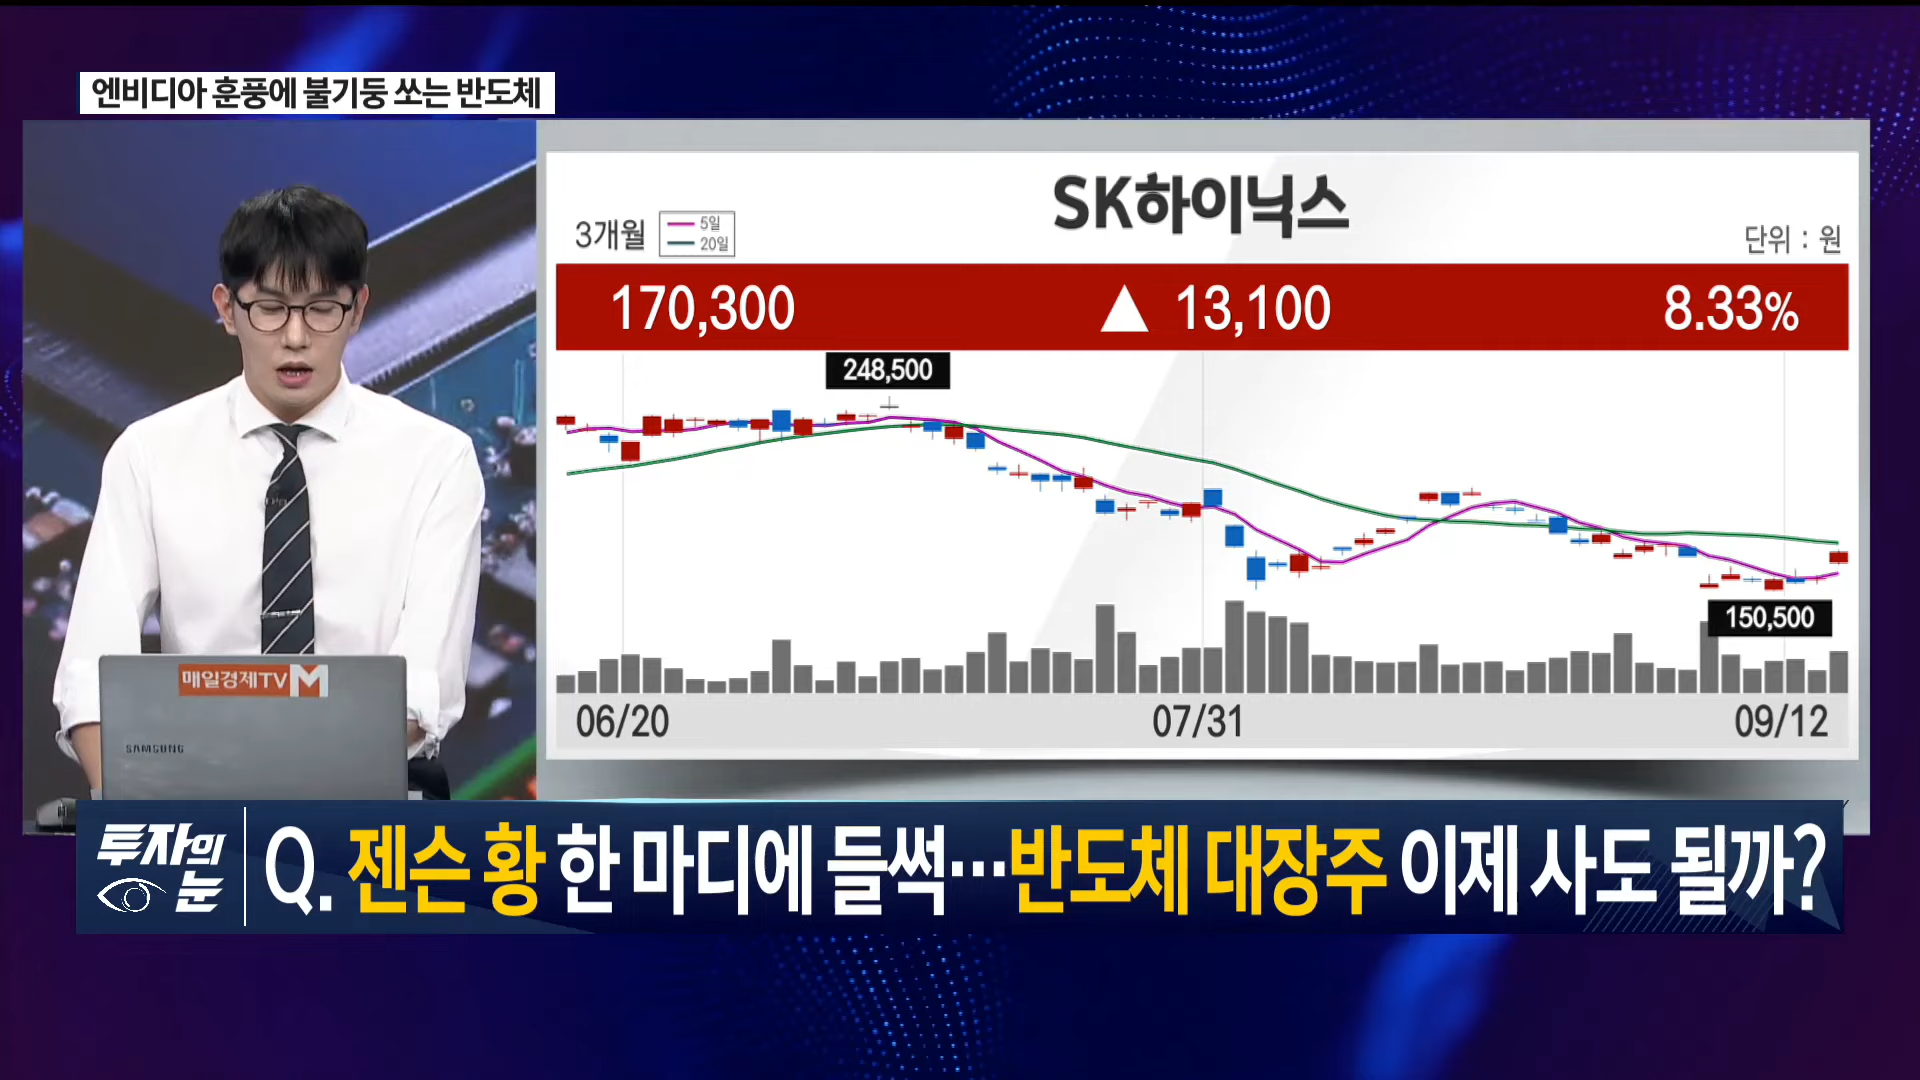 엔비디아 훈풍에 불기둥 쏘는 반도체
SK하이닉스
3개월
5일
20일
단위 : 원
170,300 ▲ 13,100 8.33%
248,500
150,500
06/20 07/31 09/12
매일경제TV M
SAMSUNG
투자의 눈
Q. 젠슨 황 한 마디에 들썩…반도체 대장주 이제 사도 될까?